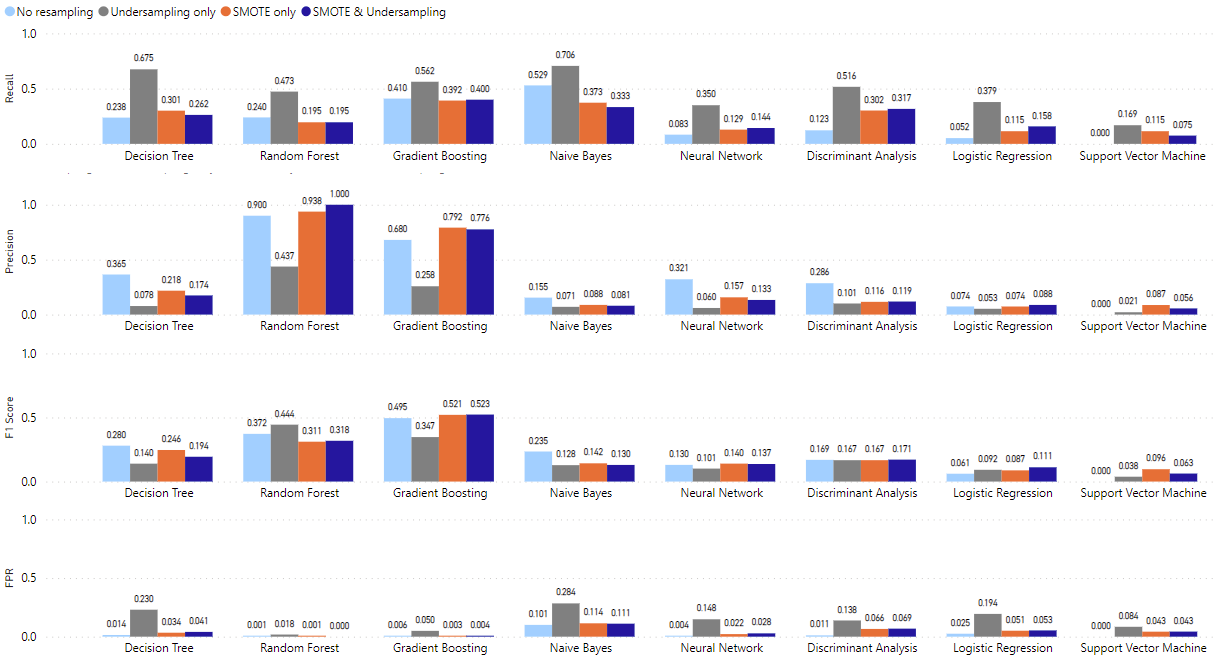 No resampling Undersampling only SMOTE only SMOTE & Undersampling
1.0
0.5
0.0
Recall
0.238 0.675 0.301 0.262
0.240 0.473 0.195 0.195
0.410 0.562 0.392 0.400
0.529 0.706 0.373 0.333
0.083 0.350 0.129 0.144
0.123 0.516 0.302 0.317
0.052 0.379 0.115 0.158
0.000 0.169 0.115 0.075
Decision Tree Random Forest Gradient Boosting Naive Bayes Neural Network Discriminant Analysis Logistic Regression Support Vector Machine
1.0
0.5
0.0
Precision
0.365 0.078 0.218 0.174
0.900 0.437 0.938 1.000
0.680 0.258 0.792 0.776
0.155 0.071 0.088 0.081
0.321 0.060 0.157 0.133
0.286 0.101 0.116 0.119
0.074 0.053 0.074 0.088
0.000 0.021 0.087 0.056
Decision Tree Random Forest Gradient Boosting Naive Bayes Neural Network Discriminant Analysis Logistic Regression Support Vector Machine
1.0
0.5
0.0
F1 Score
0.280 0.140 0.246 0.194
0.372 0.444 0.311 0.318
0.495 0.347 0.521 0.523
0.235 0.128 0.142 0.130
0.130 0.101 0.140 0.137
0.169 0.167 0.167 0.171
0.061 0.092 0.087 0.111
0.000 0.038 0.096 0.063
Decision Tree Random Forest Gradient Boosting Naive Bayes Neural Network Discriminant Analysis Logistic Regression Support Vector Machine
1.0
0.5
0.0
FPR
0.014 0.230 0.034 0.041
0.001 0.018 0.001 0.000
0.006 0.050 0.003 0.004
0.101 0.284 0.114 0.111
0.004 0.148 0.022 0.028
0.011 0.138 0.066 0.069
0.025 0.194 0.051 0.053
0.000 0.084 0.043 0.043
Decision Tree Random Forest Gradient Boosting Naive Bayes Neural Network Discriminant Analysis Logistic Regression Support Vector Machine